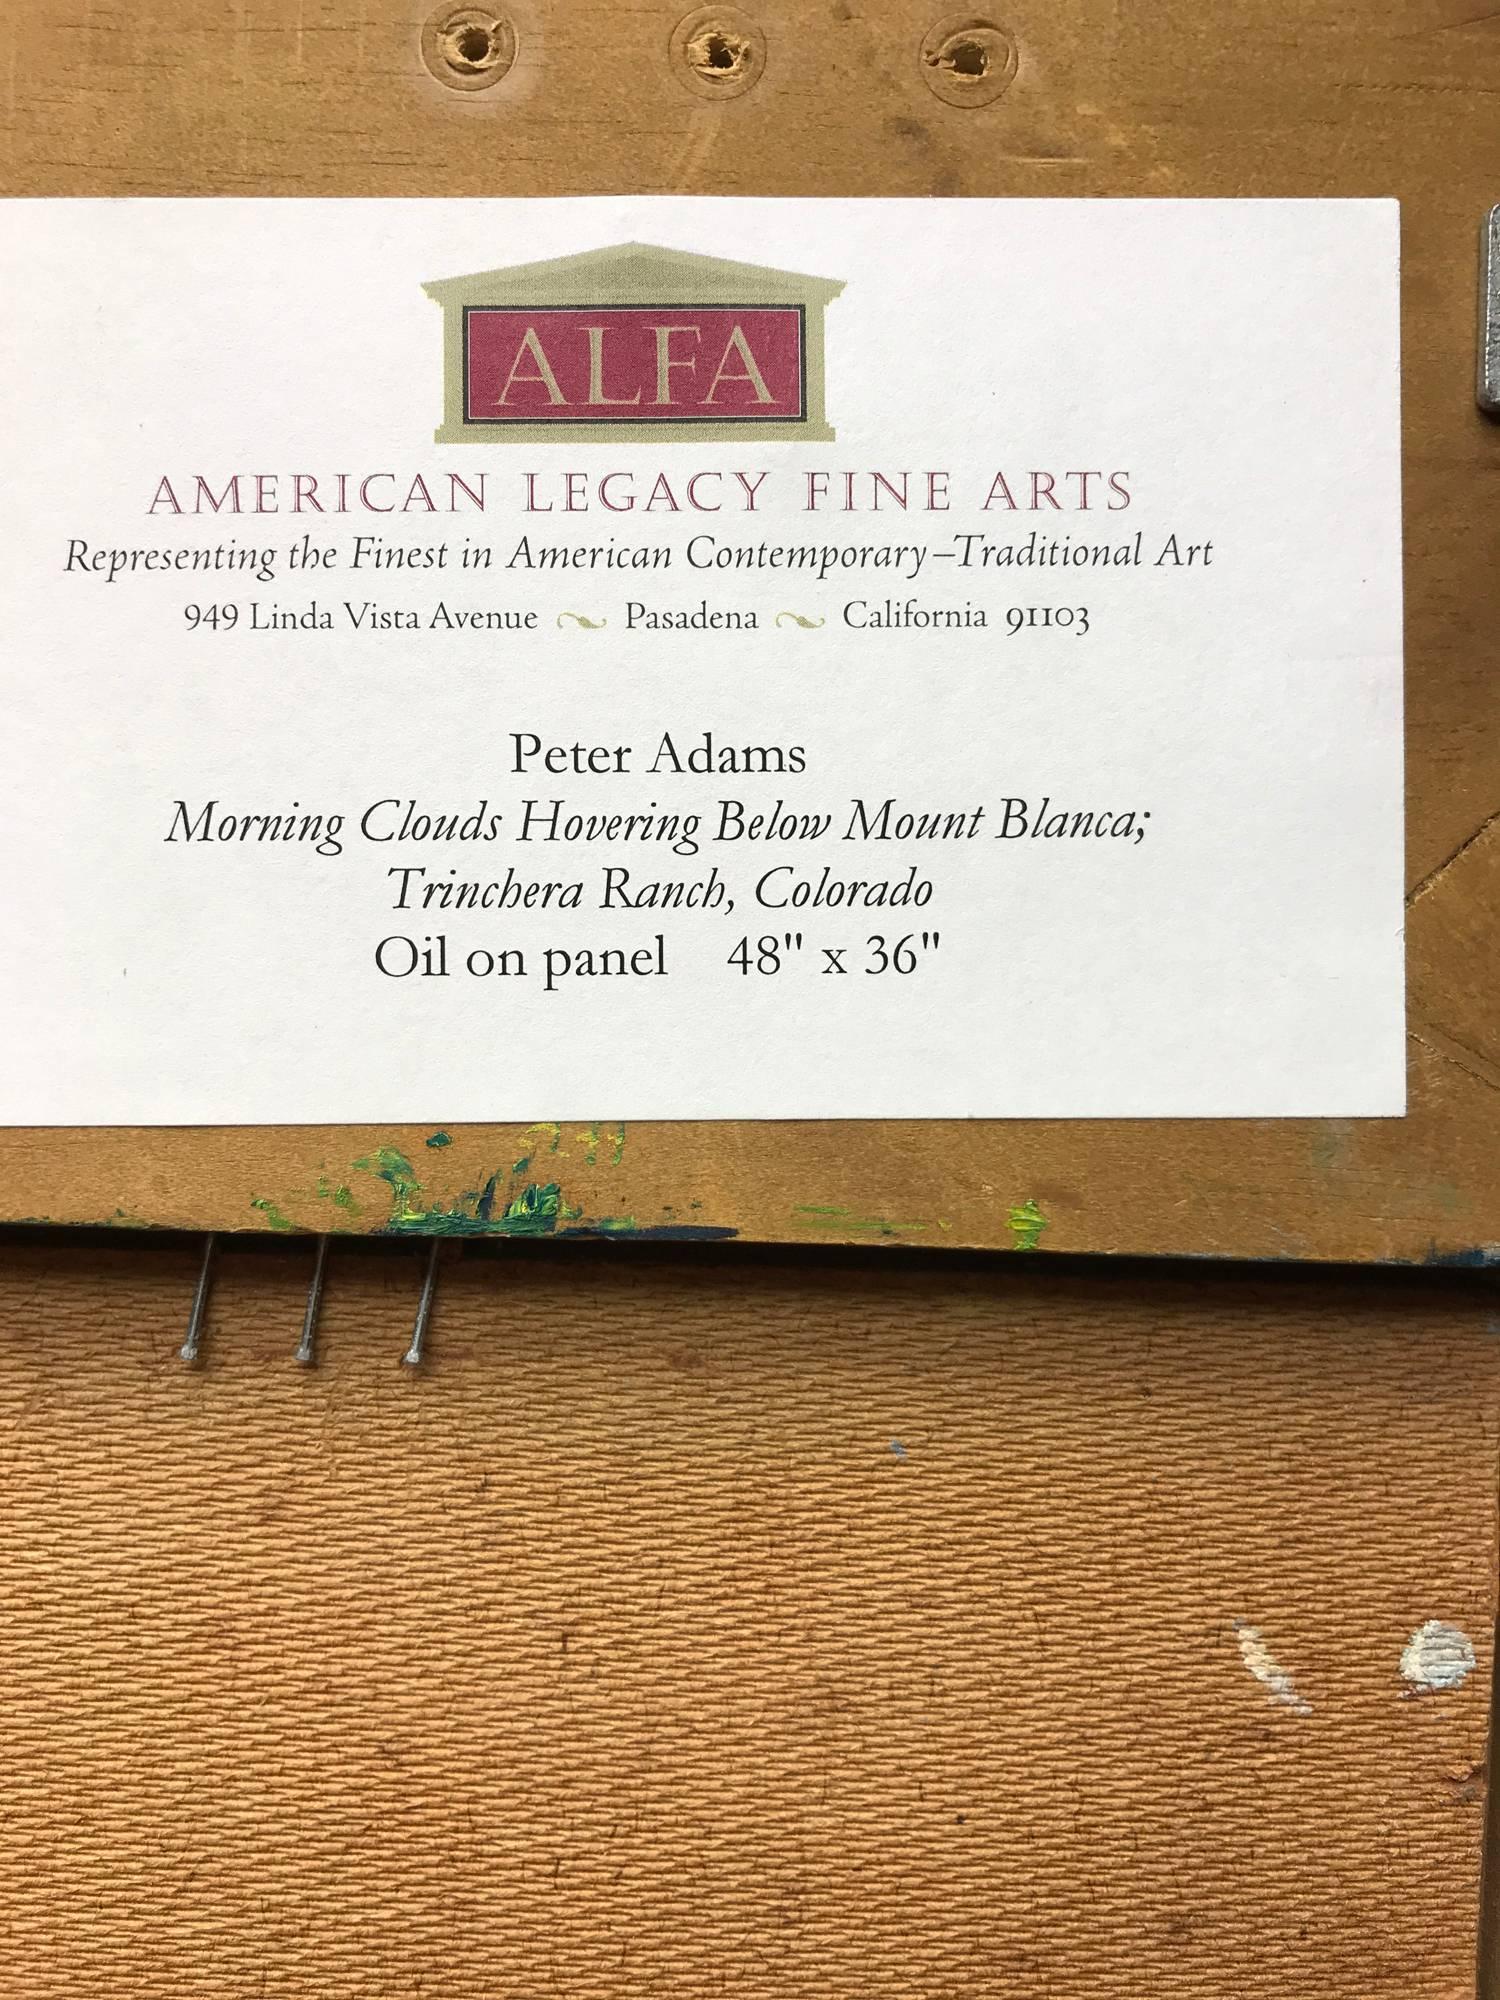 ALFA
AMERICAN LEGACY FINE ARTS
Representing the Finest in American Contemporary–Traditional Art
949 Linda Vista Avenue Pasadena California 91103
Peter Adams
Morning Clouds Hovering Below Mount Blanca;
Trinchera Ranch, Colorado
Oil on panel 48" x 36"